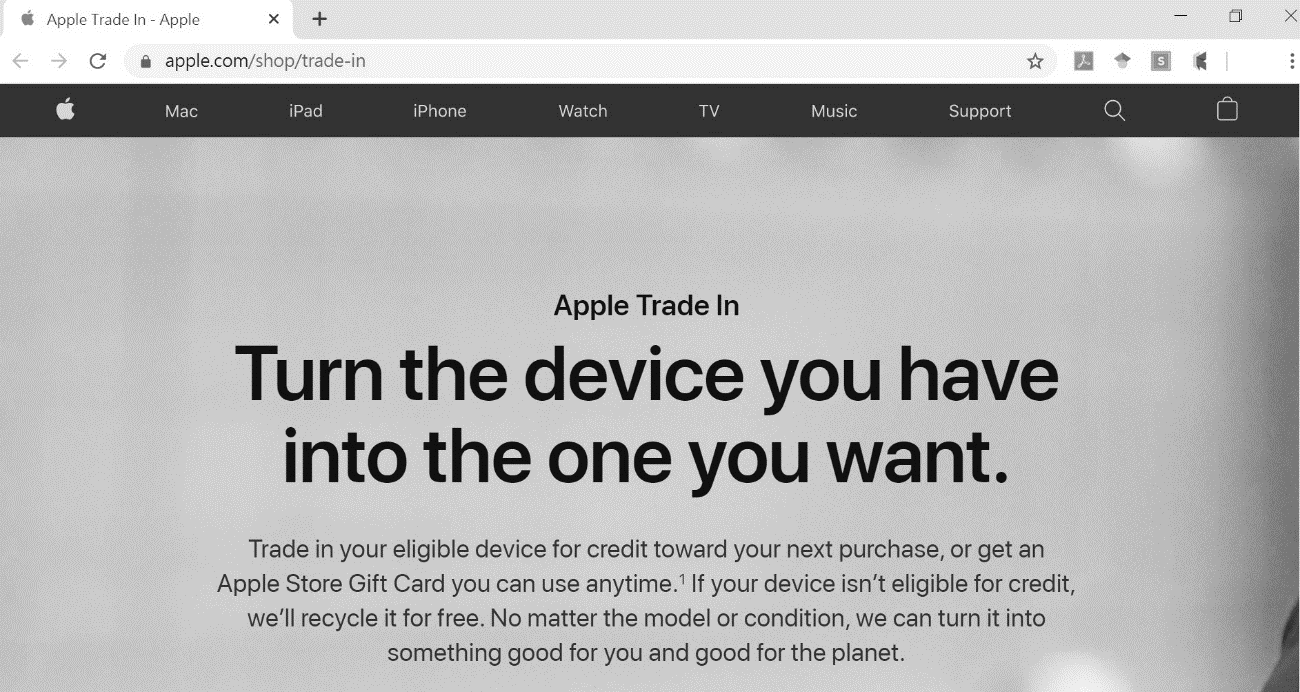 Apple Trade In - Apple
apple.com/shop/trade-in
S
Mac iPad iPhone Watch TV Music Support
Apple Trade In
Turn the device you have
into the one you want.
Trade in your eligible device for credit toward your next purchase, or get an
Apple Store Gift Card you can use anytime.¹ If your device isn’t eligible for credit,
we’ll recycle it for free. No matter the model or condition, we can turn it into
something good for you and good for the planet.